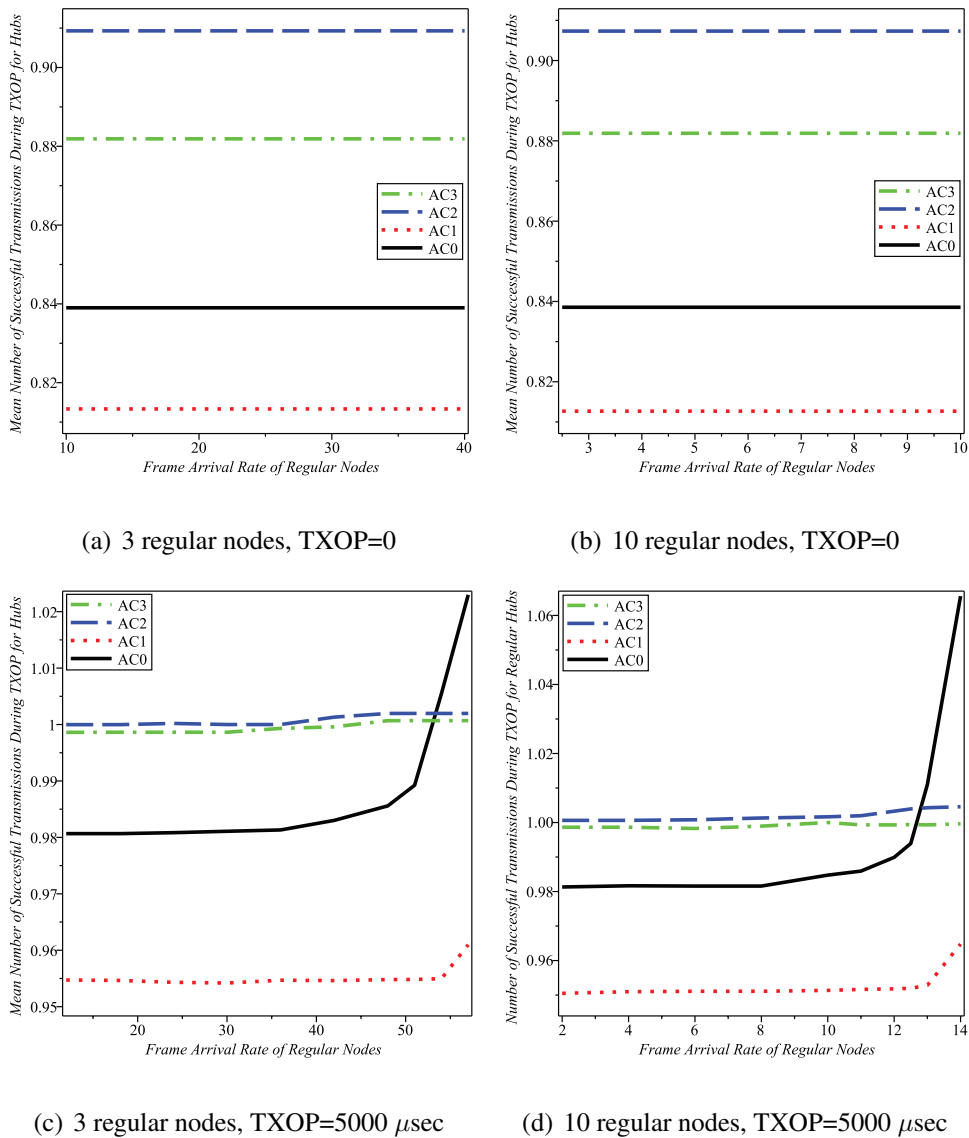 Mean Number of Successful Transmissions During TXOP for Hubs
0.90
0.88
0.86
0.84
0.82
AC3
AC2
AC1
AC0
10 20 30 40
Frame Arrival Rate of Regular Nodes
(a) 3 regular nodes, TXOP=0
Mean Number of Successful Transmissions During TXOP for Hubs
0.90
0.88
0.86
0.84
0.82
AC3
AC2
AC1
AC0
3 4 5 6 7 8 9 10
Frame Arrival Rate of Regular Nodes
(b) 10 regular nodes, TXOP=0
Mean Number of Successful Transmissions During TXOP for Hubs
1.02
1.01
1
0.99
0.98
0.97
0.96
0.95
AC3
AC2
AC1
AC0
20 30 40 50
Frame Arrival Rate of Regular Nodes
(c) 3 regular nodes, TXOP=5000 μsec
Number of Successful Transmissions During TXOP for Regular Hubs
1.06
1.04
1.02
1.00
0.98
0.96
AC3
AC2
AC1
AC0
2 4 6 8 10 12 14
Frame Arrival Rate of Regular Nodes
(d) 10 regular nodes, TXOP=5000 μsec